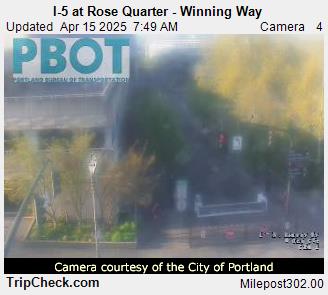 I-5 at Rose Quarter - Winning Way
Updated Apr 15 2025 7:49 AM Camera 4
PBOT
PORTLAND BUREAU OF TRANSPORTATION
Camera courtesy of the City of Portland
TripCheck.com Milepost302.00